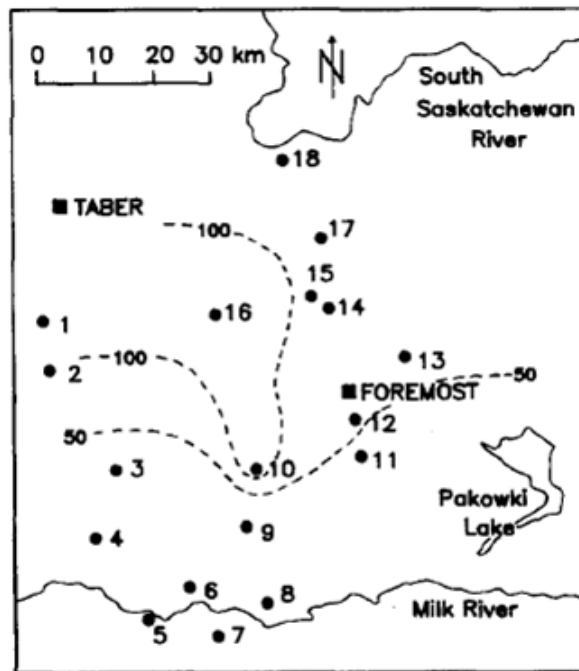 0 10 20 30 km
N
South
Saskatchewan
River
18
TABER
100
17
15
14
16
1
13
100
2
50
FOREMOST
12
50
11
10
3
Pakowki
Lake
9
4
6
8
Milk River
5
7